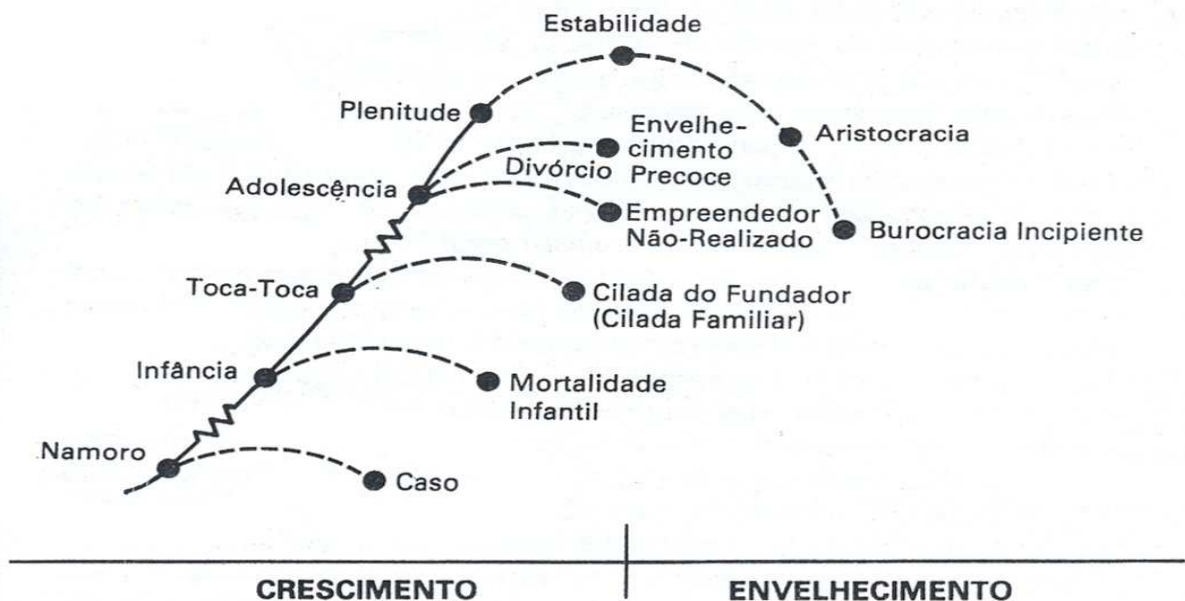 Estabilidade
Plenitude
Envelhe-
cimento
Precoce
Aristocracia
Divórcio
Adolescência
Empreendedor
Não-Realizado
Burocracia Incipiente
Toca-Toca
Cilada do Fundador
(Cilada Familiar)
Infância
Mortalidade
Infantil
Namoro
Caso
CRESCIMENTO
ENVELHECIMENTO